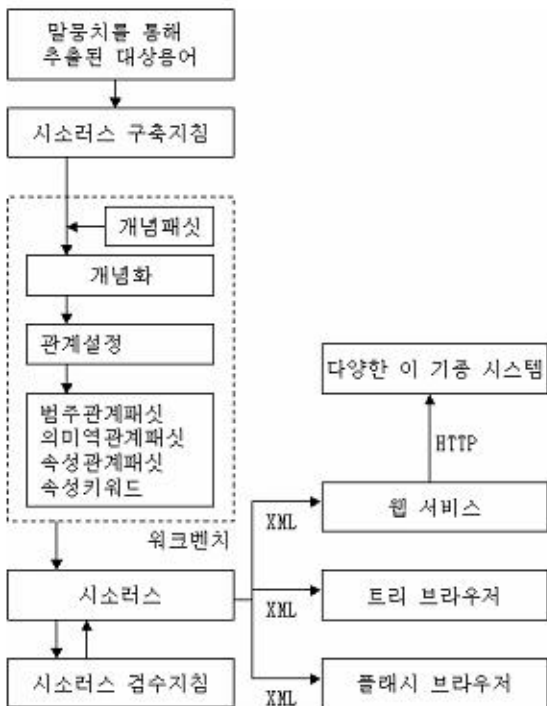 말뭉치를 통해
추출된 대상용어
시소러스 구축지침
개념패싯
개념화
관계설정
범주관계패싯
의미역관계패싯
속성관계패싯
속성키워드
워크벤치
시소러스
시소러스 검수지침
다양한 이 기종 시스템
HTTP
웹 서비스
XML
트리 브라우저
XML
플래시 브라우저
XML